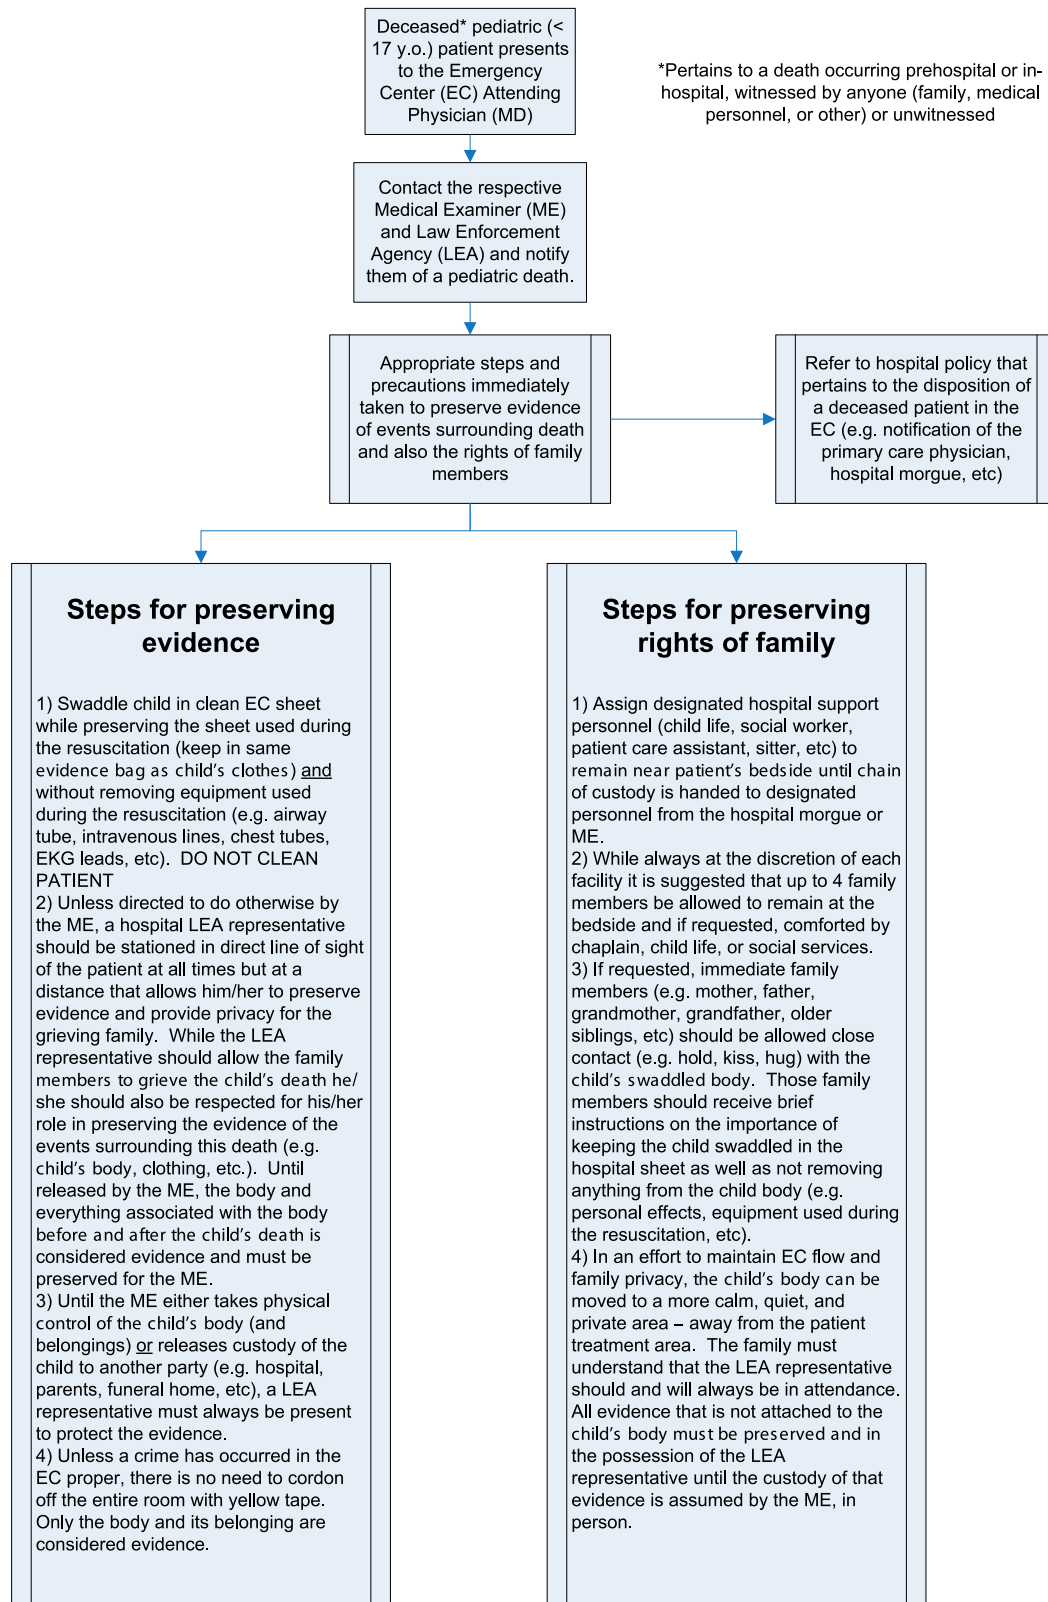 Deceased* pediatric (<
17 y.o.) patient presents
to the Emergency
Center (EC) Attending
Physician (MD)
*Pertains to a death occurring prehospital or in-
hospital, witnessed by anyone (family, medical
personnel, or other) or unwitnessed
Contact the respective
Medical Examiner (ME)
and Law Enforcement
Agency (LEA) and notify
them of a pediatric death.
Appropriate steps and
precautions immediately
taken to preserve evidence
of events surrounding death
and also the rights of family
members
Refer to hospital policy that
pertains to the disposition of
a deceased patient in the
EC (e.g. notification of the
primary care physician,
hospital morgue, etc)
Steps for preserving
evidence
1) Swaddle child in clean EC sheet
while preserving the sheet used during
the resuscitation (keep in same
evidence bag as child's clothes) and
without removing equipment used
during the resuscitation (e.g. airway
tube, intravenous lines, chest tubes,
EKG leads, etc).  DO NOT CLEAN
PATIENT
2) Unless directed to do otherwise by
the ME, a hospital LEA representative
should be stationed in direct line of sight
of the patient at all times but at a
distance that allows him/her to preserve
evidence and provide privacy for the
grieving family.  While the LEA
representative should allow the family
members to grieve the child's death he/
she should also be respected for his/her
role in preserving the evidence of the
events surrounding this death (e.g.
child's body, clothing, etc.).  Until
released by the ME, the body and
everything associated with the body
before and after the child's death is
considered evidence and must be
preserved for the ME.
3) Until the ME either takes physical
control of the child's body (and
belongings) or releases custody of the
child to another party (e.g. hospital,
parents, funeral home, etc), a LEA
representative must always be present
to protect the evidence.
4) Unless a crime has occurred in the
EC proper, there is no need to cordon
off the entire room with yellow tape.
Only the body and its belonging are
considered evidence.
Steps for preserving
rights of family
1) Assign designated hospital support
personnel (child life, social worker,
patient care assistant, sitter, etc) to
remain near patient's bedside until chain
of custody is handed to designated
personnel from the hospital morgue or
ME.
2) While always at the discretion of each
facility it is suggested that up to 4 family
members be allowed to remain at the
bedside and if requested, comforted by
chaplain, child life, or social services.
3) If requested, immediate family
members (e.g. mother, father,
grandmother, grandfather, older
siblings, etc) should be allowed close
contact (e.g. hold, kiss, hug) with the
child's swaddled body.  Those family
members should receive brief
instructions on the importance of
keeping the child swaddled in the
hospital sheet as well as not removing
anything from the child body (e.g.
personal effects, equipment used during
the resuscitation, etc).
4) In an effort to maintain EC flow and
family privacy, the child's body can be
moved to a more calm, quiet, and
private area – away from the patient
treatment area.  The family must
understand that the LEA representative
should and will always be in attendance.
All evidence that is not attached to the
child's body must be preserved and in
the possession of the LEA
representative until the custody of that
evidence is assumed by the ME, in
person.